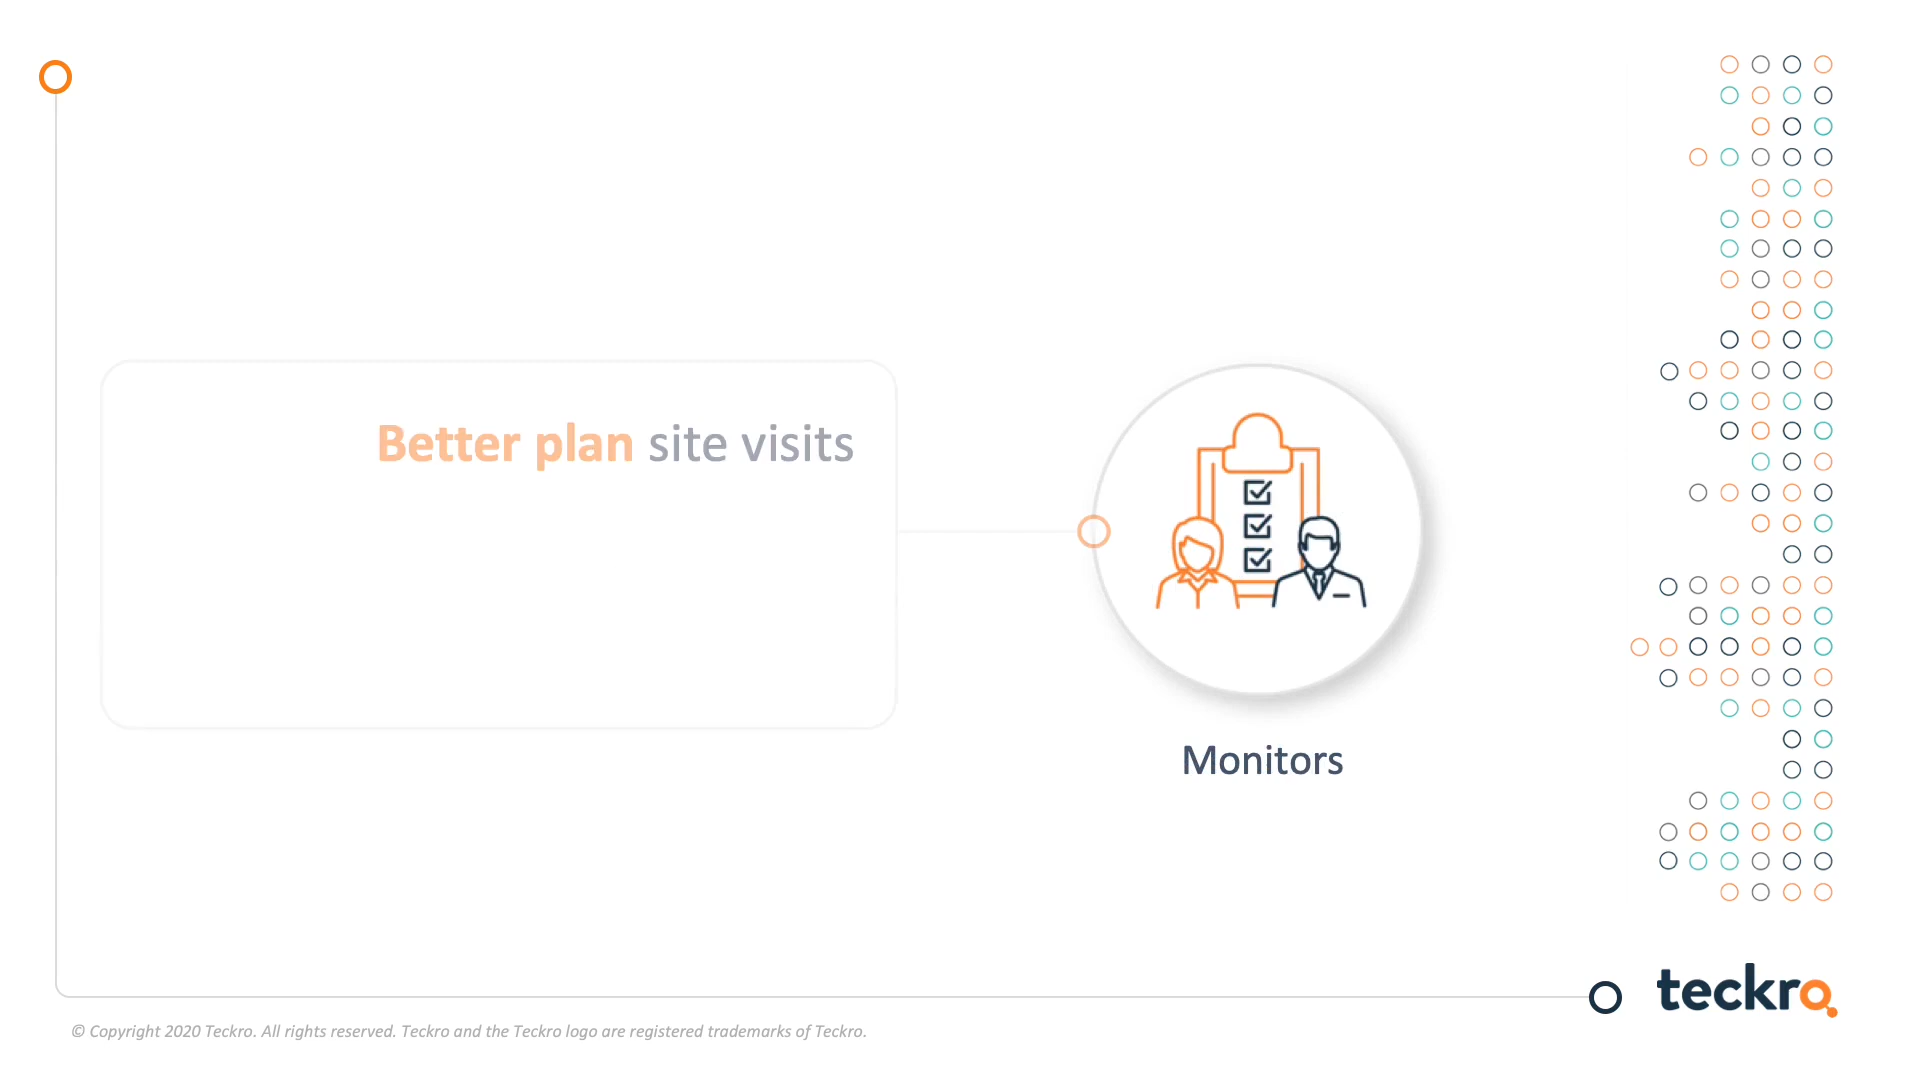 Better plan site visits
Monitors
teckro
© Copyright 2020 Teckro. All rights reserved. Teckro and the Teckro logo are registered trademarks of Teckro.